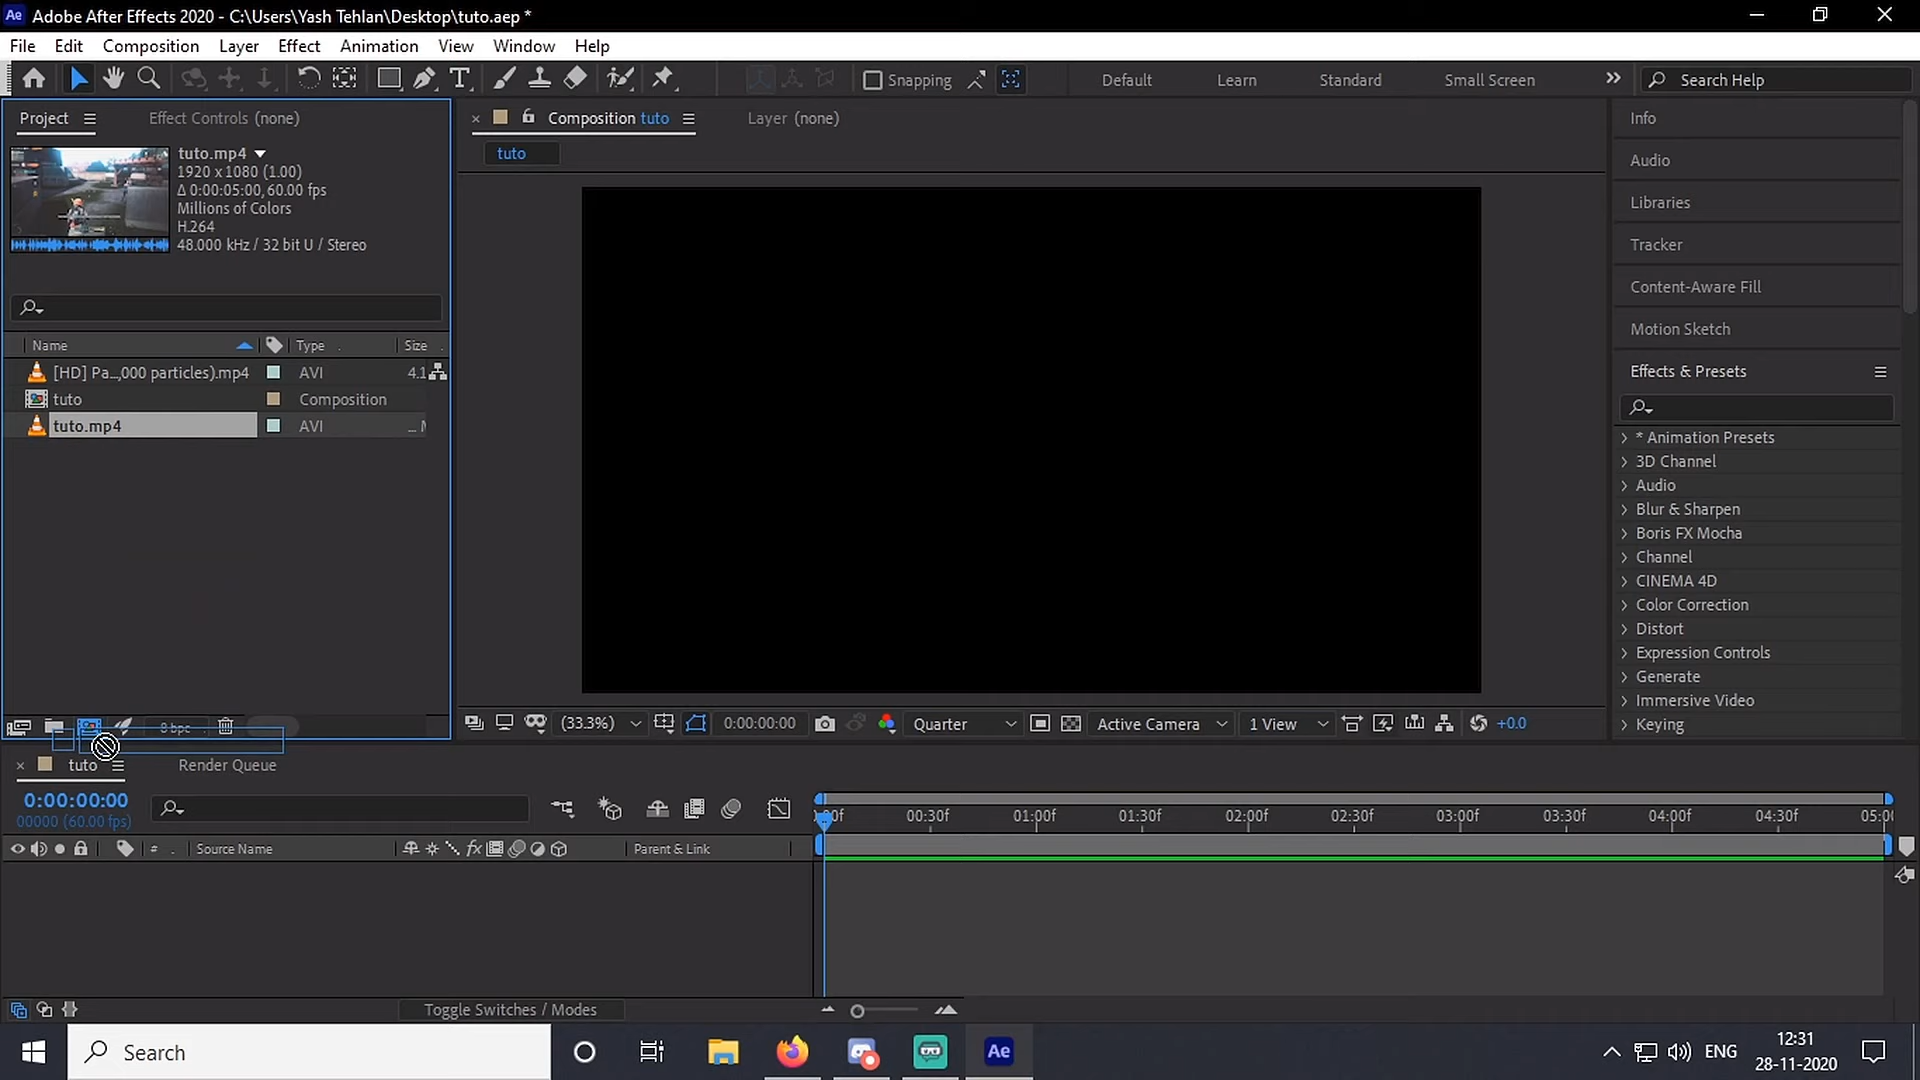 Ae Adobe After Effects 2020 - C:\Users\Yash Tehlan\Desktop\tuto.aep *
File Edit Composition Layer Effect Animation View Window Help
Snapping Default Learn Standard Small Screen Search Help
Project Effect Controls (none)
tuto.mp4
1920 x 1080 (1.00)
Δ 0:00:05:00, 60.00 fps
Millions of Colors
H.264
48.000 kHz / 32 bit U / Stereo
Name Type Size
[HD] Pa...,000 particles).mp4 AVI 4.1
tuto Composition
tuto.mp4 AVI ...
8 bpc
Composition tuto Layer (none)
tuto
(33.3%) 0:00:00:00 Quarter Active Camera 1 View +0.0
Info
Audio
Libraries
Tracker
Content-Aware Fill
Motion Sketch
Effects & Presets
* Animation Presets
3D Channel
Audio
Blur & Sharpen
Boris FX Mocha
Channel
CINEMA 4D
Color Correction
Distort
Expression Controls
Generate
Immersive Video
Keying
tuto Render Queue
0:00:00:00
00000 (60.00 fps)
00:30f 01:00f 01:30f 02:00f 02:30f 03:00f 03:30f 04:00f 04:30f
# Source Name fx Parent & Link
Toggle Switches / Modes
Search Ae ENG 12:31
28-11-2020